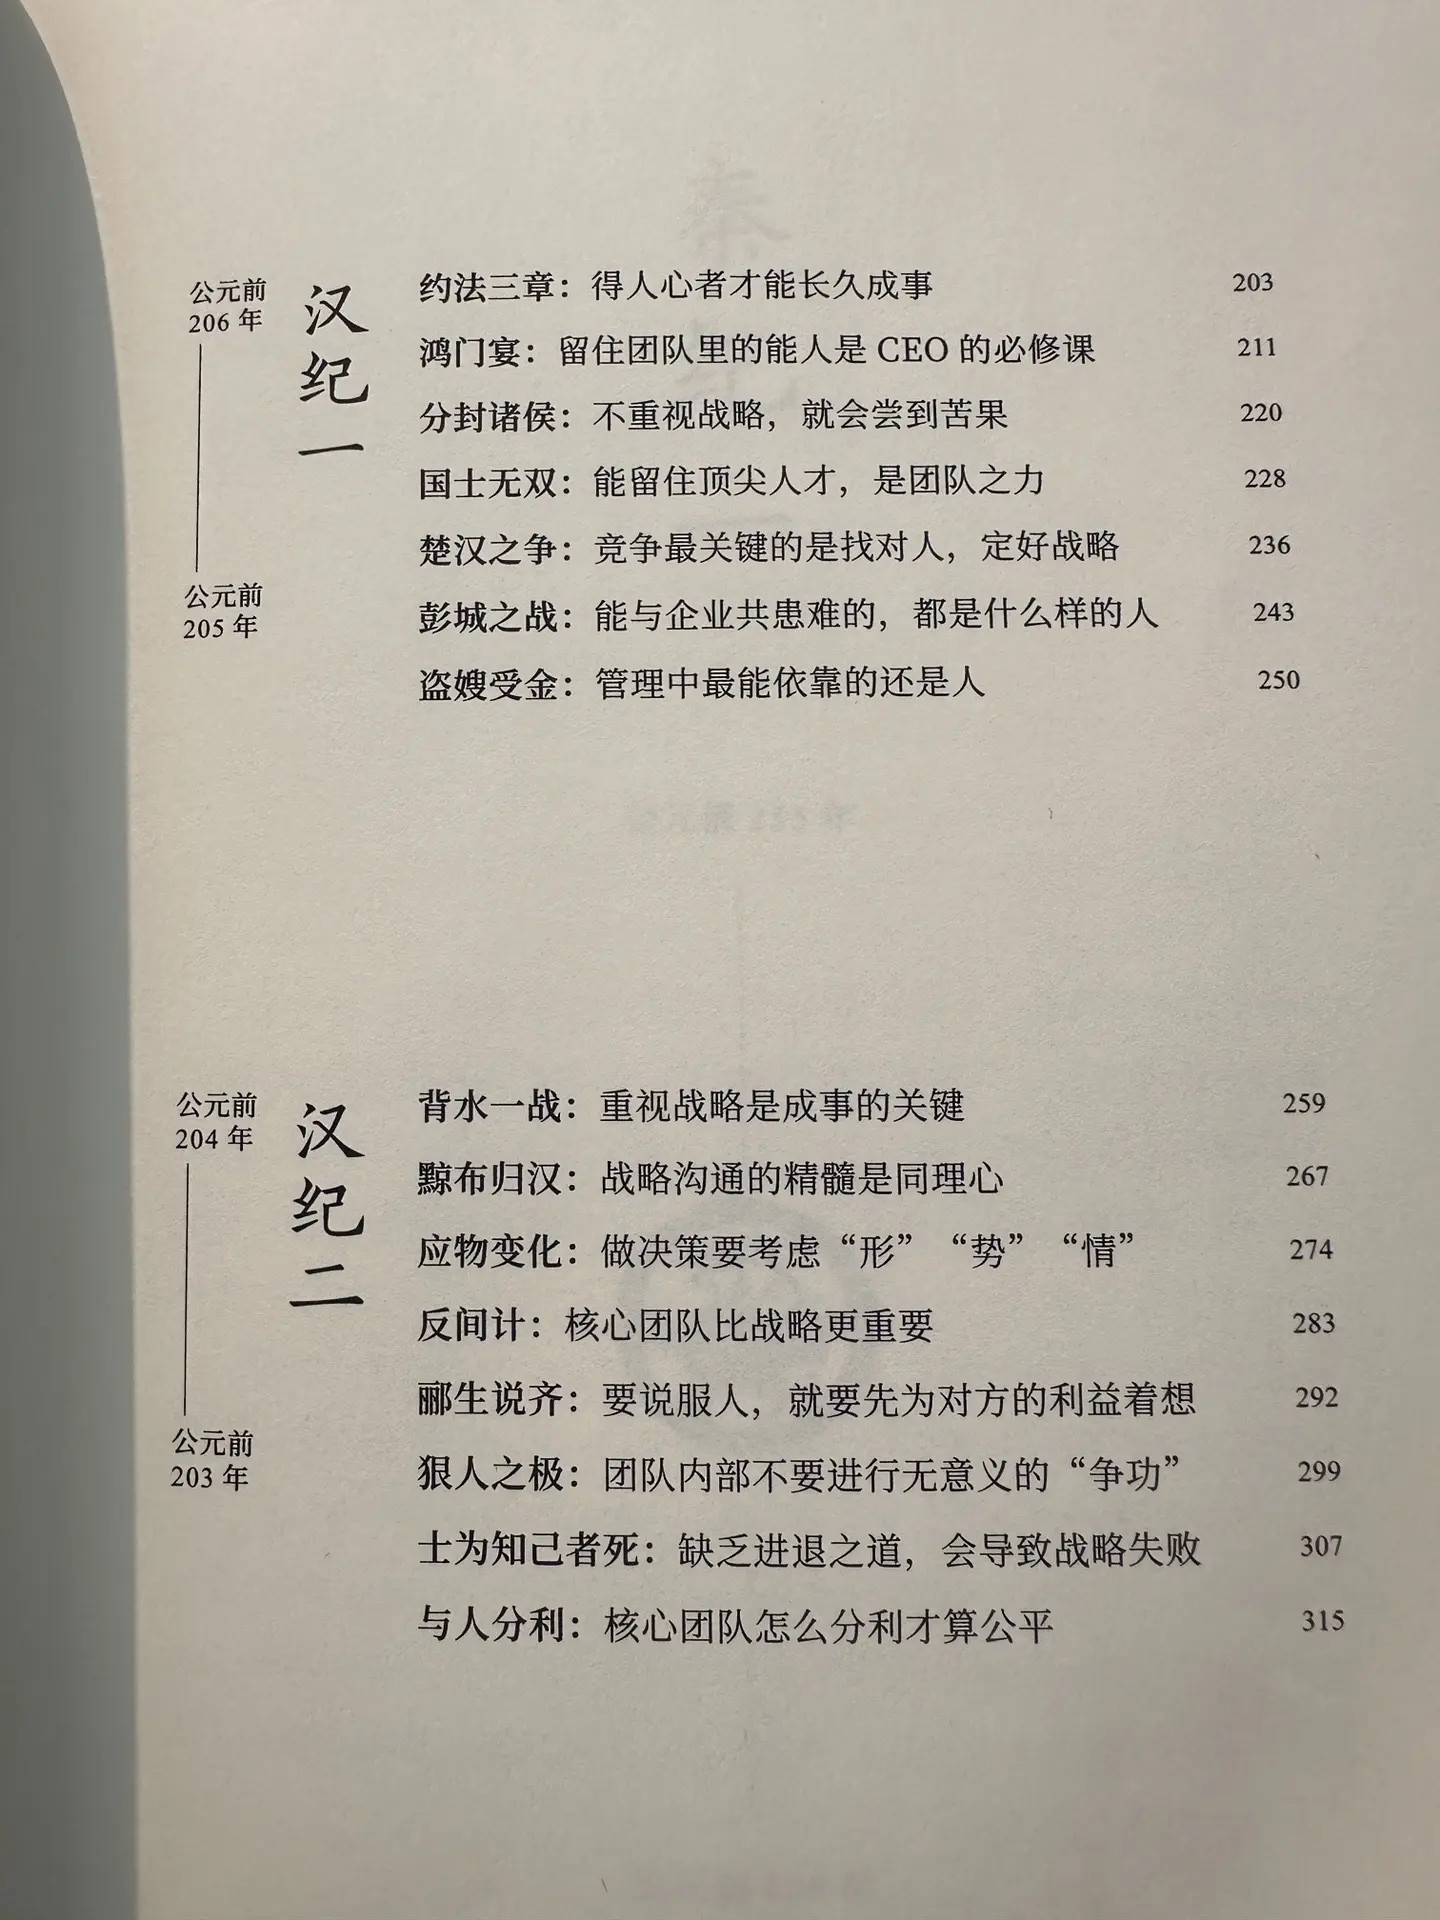 公元前
206 年
公元前
205 年
汉纪一
约法三章：得人心者才能长久成事 203
鸿门宴：留住团队里的能人是 CEO 的必修课 211
分封诸侯：不重视战略，就会尝到苦果 220
国士无双：能留住顶尖人才，是团队之力 228
楚汉之争：竞争最关键的是找对人，定好战略 236
彭城之战：能与企业共患难的，都是什么样的人 243
盗嫂受金：管理中最能依靠的还是人 250
公元前
204 年
公元前
203 年
汉纪二
背水一战：重视战略是成事的关键 259
黥布归汉：战略沟通的精髓是同理心 267
应物变化：做决策要考虑“形”“势”“情” 274
反间计：核心团队比战略更重要 283
郦生说齐：要说服人，就要先为对方的利益着想 292
狠人之极：团队内部不要进行无意义的“争功” 299
士为知己者死：缺乏进退之道，会导致战略失败 307
与人分利：核心团队怎么分利才算公平 315